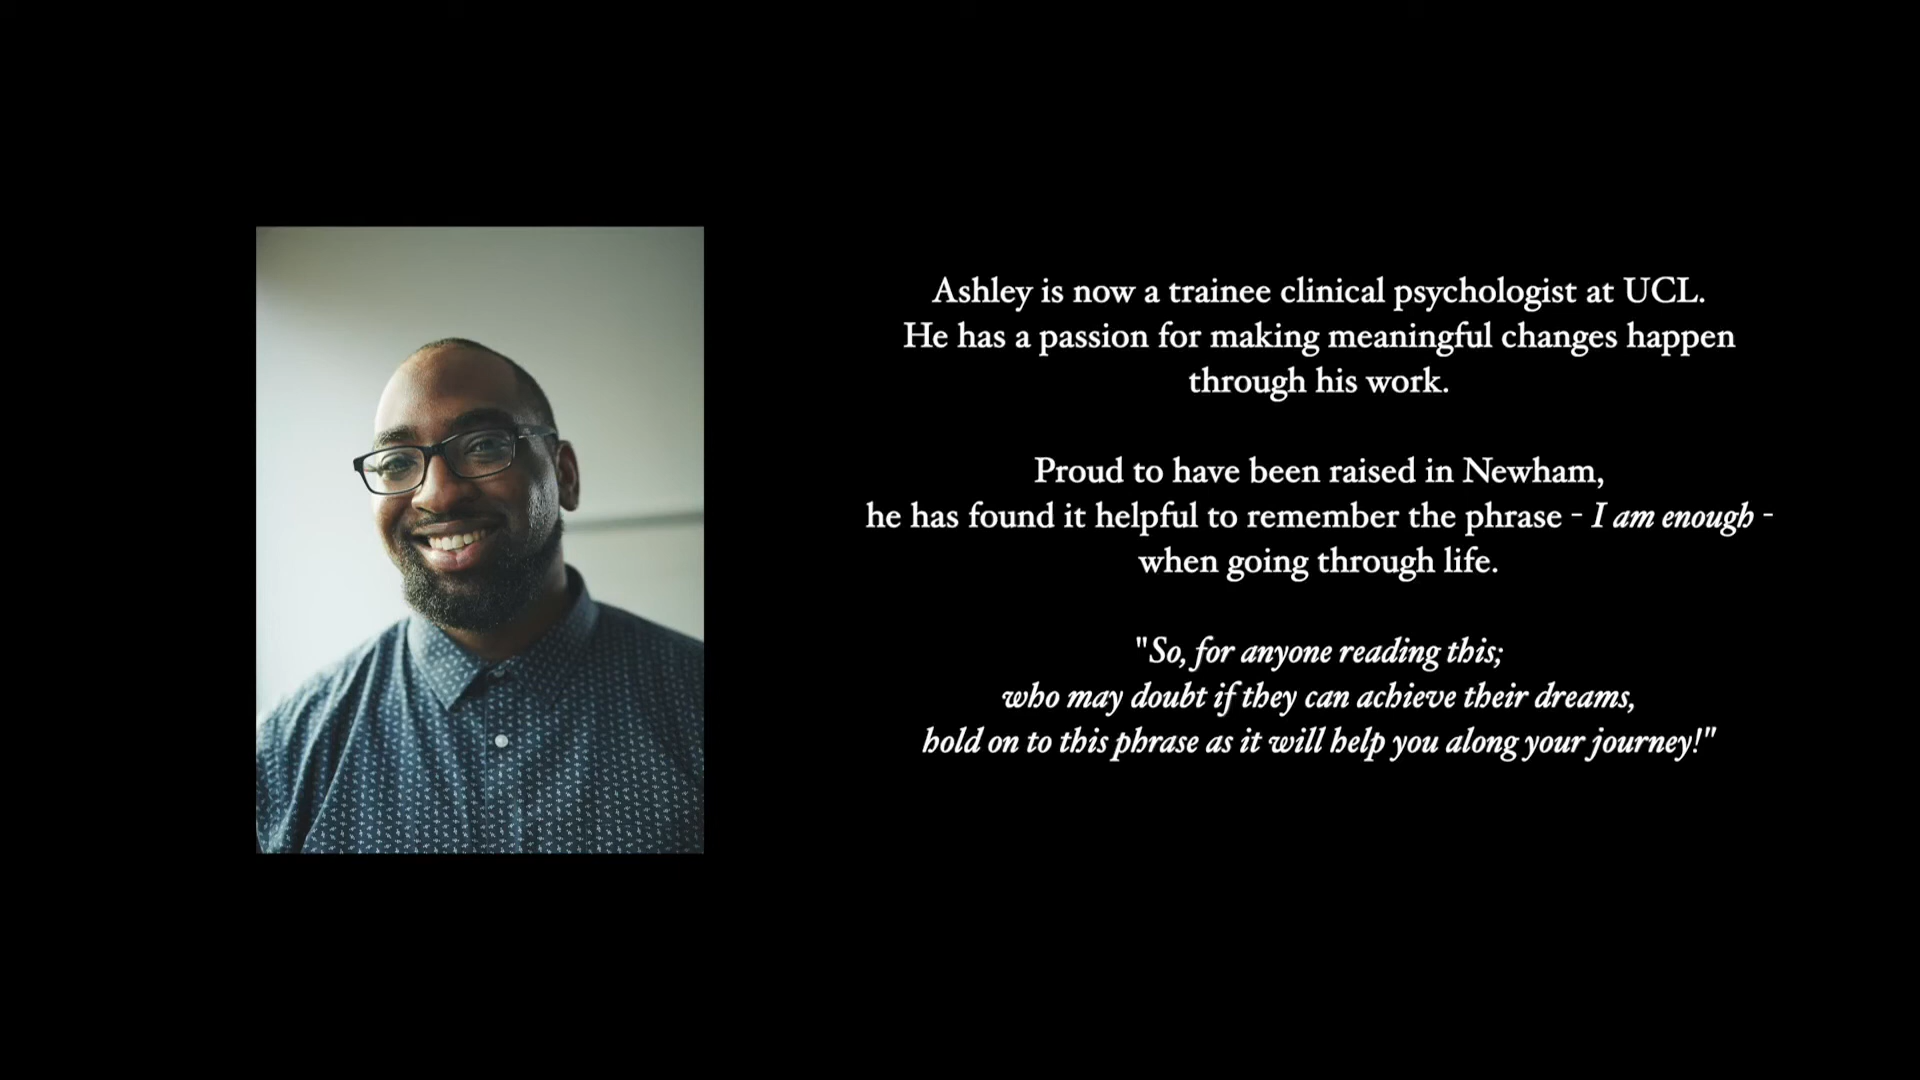 Ashley is now a trainee clinical psychologist at UCL.
He has a passion for making meaningful changes happen
through his work.
Proud to have been raised in Newham,
he has found it helpful to remember the phrase - I am enough -
when going through life.
"So, for anyone reading this;
who may doubt if they can achieve their dreams,
hold on to this phrase as it will help you along your journey!"